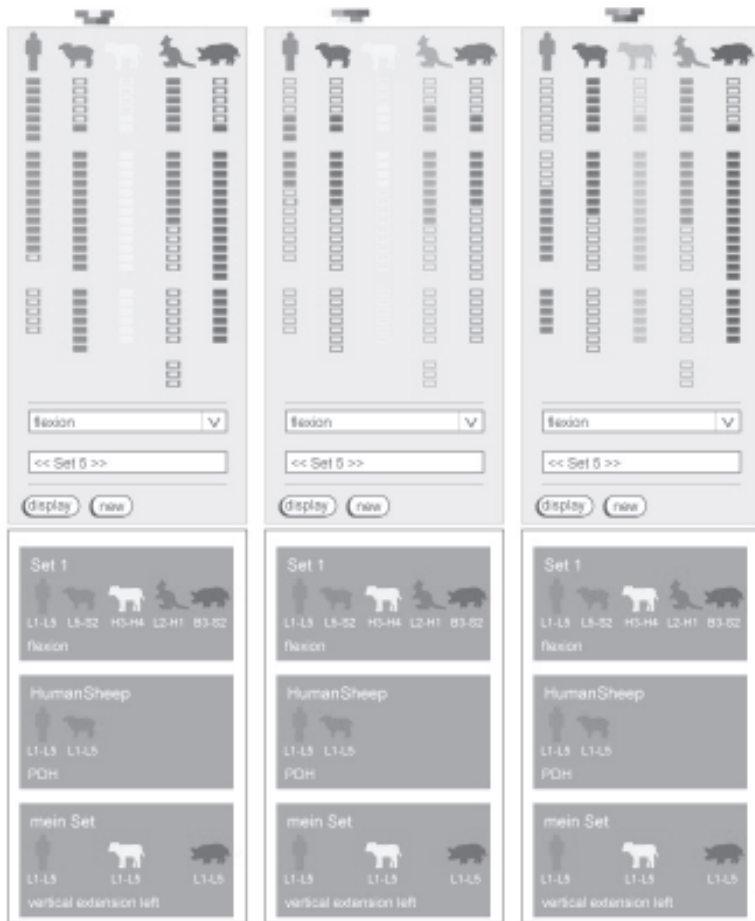 flexion V
<< Set 5 >>
display new
Set 1
L1-L5 L5-S2 H3-H4 L2-H1 B3-S2
flexion
HumanSheep
L1-L5 L1-L5
PDH
mein Set
L1-L5 L1-L5 L1-L5
vertical extension left
flexion V
<< Set 5 >>
display new
Set 1
L1-L5 L5-S2 H3-H4 L2-H1 B3-S2
flexion
HumanSheep
L1-L5 L1-L5
PDH
mein Set
L1-L5 L1-L5 L1-L5
vertical extension left
flexion V
<< Set 5 >>
display new
Set 1
L1-L5 L5-S2 H3-H4 L2-H1 B3-S2
flexion
HumanSheep
L1-L5 L1-L5
PDH
mein Set
L1-L5 L1-L5 L1-L5
vertical extension left